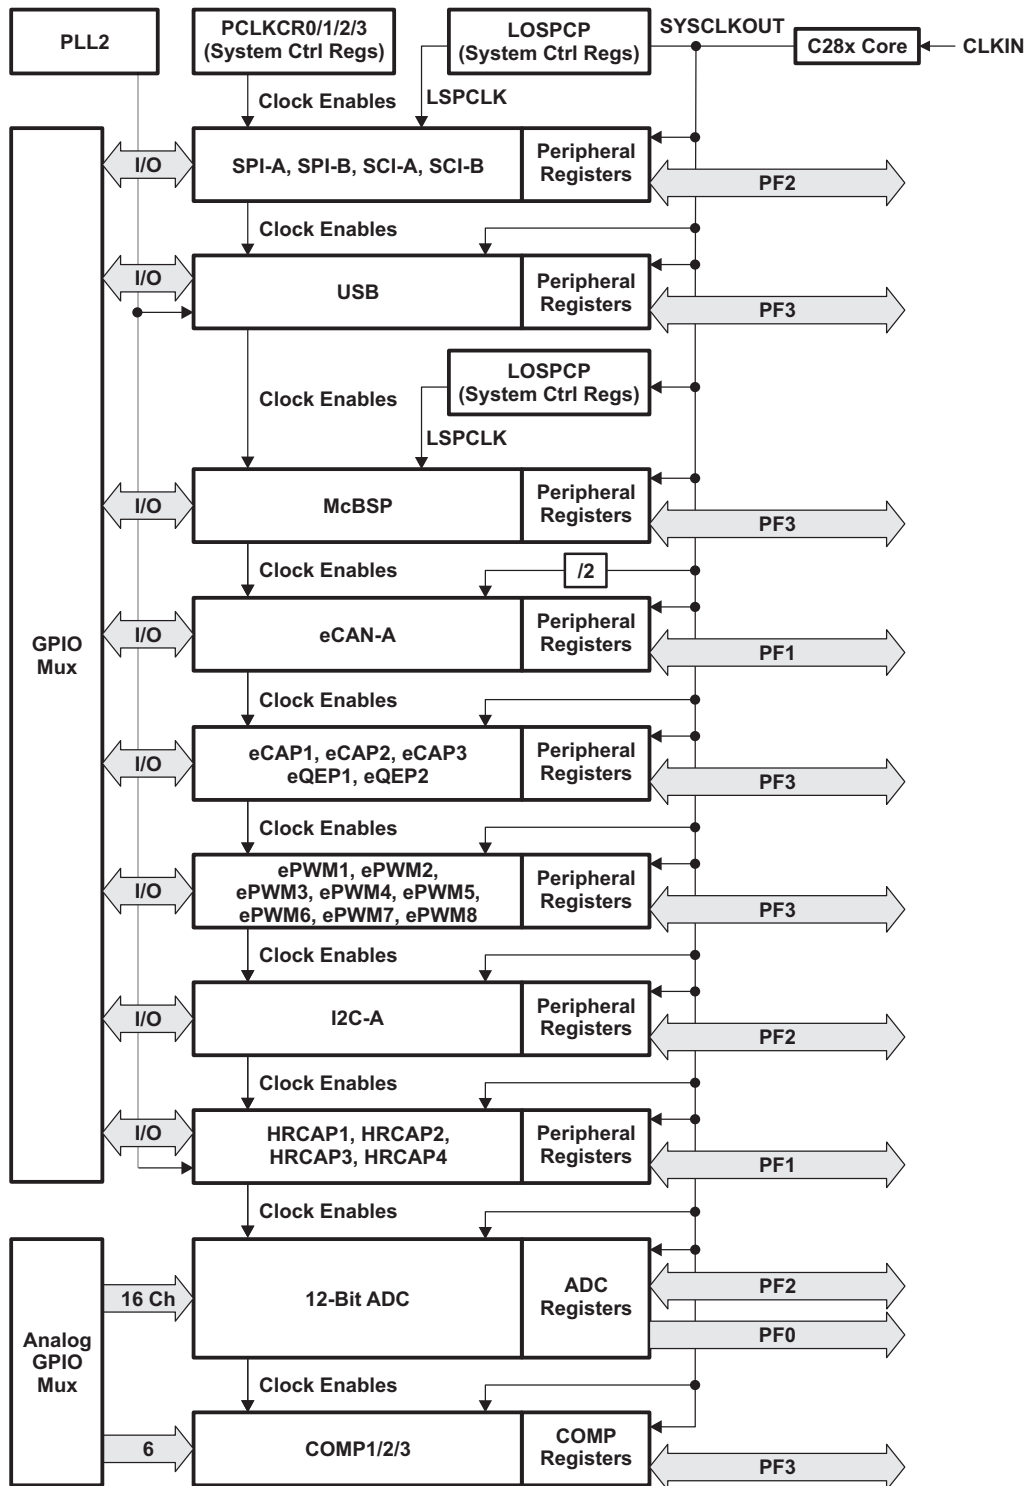 PLL2
PCLKCR0/1/2/3
(System Ctrl Regs)
LOSPCP
(System Ctrl Regs)
SYSCLKOUT
C28x Core
CLKIN
Clock Enables
LSPCLK
I/O
SPI-A, SPI-B, SCI-A, SCI-B
Peripheral
Registers
PF2
Clock Enables
I/O
USB
Peripheral
Registers
PF3
LOSPCP
(System Ctrl Regs)
Clock Enables
LSPCLK
I/O
McBSP
Peripheral
Registers
PF3
Clock Enables
/2
GPIO
Mux
I/O
eCAN-A
Peripheral
Registers
PF1
Clock Enables
I/O
eCAP1, eCAP2, eCAP3
eQEP1, eQEP2
Peripheral
Registers
PF3
Clock Enables
I/O
ePWM1, ePWM2,
ePWM3, ePWM4, ePWM5,
ePWM6, ePWM7, ePWM8
Peripheral
Registers
PF3
Clock Enables
I/O
I2C-A
Peripheral
Registers
PF2
Clock Enables
I/O
HRCAP1, HRCAP2,
HRCAP3, HRCAP4
Peripheral
Registers
PF1
Clock Enables
Analog
GPIO
Mux
16 Ch
12-Bit ADC
ADC
Registers
PF2
PF0
Clock Enables
6
COMP1/2/3
COMP
Registers
PF3